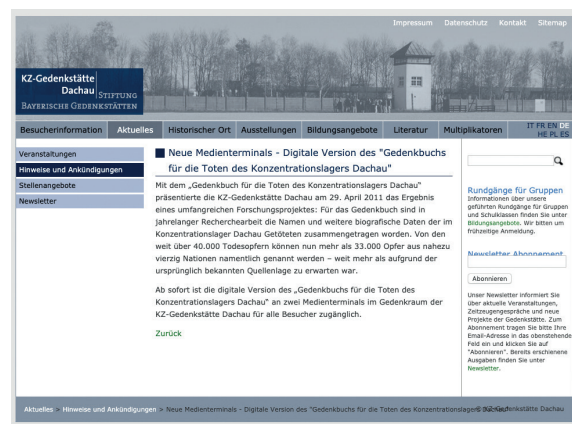 Impressum Datenschutz Kontakt Sitemap
KZ-Gedenkstätte
Dachau
STIFTUNG
BAYERISCHE GEDENKSTÄTTEN
Besucherinformation Aktuelles Historischer Ort Ausstellungen Bildungsangebote Literatur Multiplikatoren
IT FR EN DE
HE PL ES
Veranstaltungen
Hinweise und Ankündigungen
Stellenangebote
Newsletter
Neue Medienterminals - Digitale Version des "Gedenkbuchs
für die Toten des Konzentrationslagers Dachau"
Mit dem „Gedenkbuch für die Toten des Konzentrationslagers Dachau“
präsentierte die KZ-Gedenkstätte Dachau am 29. April 2011 das Ergebnis
eines umfangreichen Forschungsprojektes: Für das Gedenkbuch sind in
jahrelanger Recherchearbeit die Namen und weitere biografische Daten der im
Konzentrationslager Dachau Getöteten zusammengetragen worden. Von den
weit über 40.000 Todesopfern können nun mehr als 33.000 Opfer aus nahezu
vierzig Nationen namentlich genannt werden – weit mehr als aufgrund der
ursprünglich bekannten Quellenlage zu erwarten war.
Ab sofort ist die digitale Version des „Gedenkbuchs für die Toten des
Konzentrationslagers Dachau“ an zwei Medienterminals im Gedenkraum der
KZ-Gedenkstätte Dachau für alle Besucher zugänglich.
Zurück
Rundgänge für Gruppen
Informationen über unsere
geführten Rundgänge für Gruppen
und Schulklassen finden Sie unter
Bildungsangebote. Wir bitten um
frühzeitige Anmeldung.
Newsletter Abonnement
Abonnieren
Unser Newsletter informiert Sie
über aktuelle Veranstaltungen,
Zeitzeugengespräche und neue
Projekte der Gedenkstätte. Zum
Abonnement tragen Sie bitte Ihre
Email-Adresse in das obenstehende
Feld ein und klicken Sie auf
"Abonnieren". Bereits erschienene
Ausgaben finden Sie unter
Newsletter.
Aktuelles > Hinweise und Ankündigungen > Neue Medienterminals - Digitale Version des "Gedenkbuchs für die Toten des Konzentrationslagers Dachau"
© KZ-Gedenkstätte Dachau